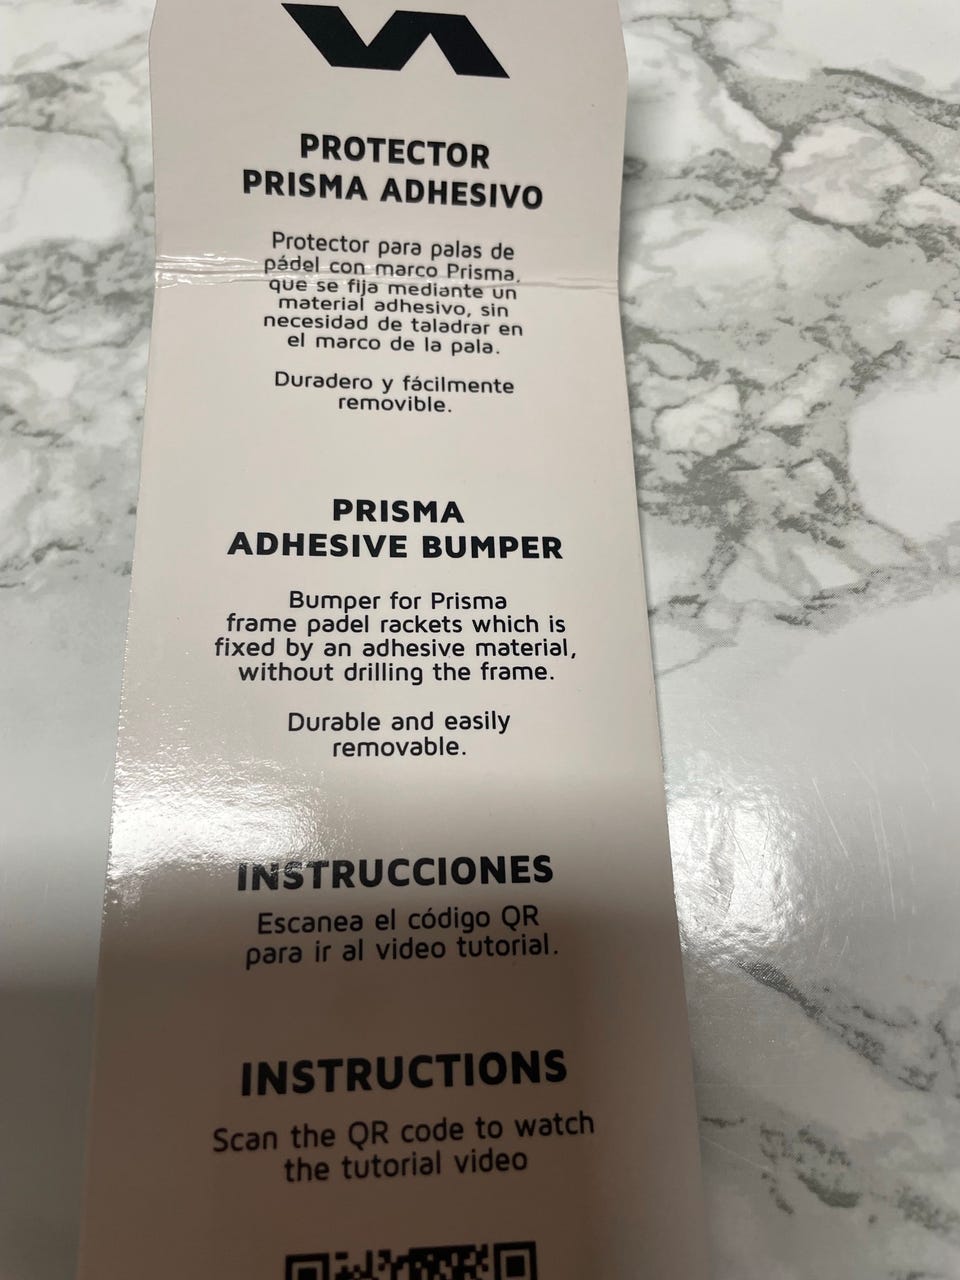 PROTECTOR
PRISMA ADHESIVO
Protector para palas de
pádel con marco Prisma,
que se fija mediante un
material adhesivo, sin
necesidad de taladrar en
el marco de la pala.
Duradero y fácilmente
removible.
PRISMA
ADHESIVE BUMPER
Bumper for Prisma
frame padel rackets which is
fixed by an adhesive material,
without drilling the frame.
Durable and easily
removable.
INSTRUCCIONES
Escanea el código QR
para ir al video tutorial.
INSTRUCTIONS
Scan the QR code to watch
the tutorial video